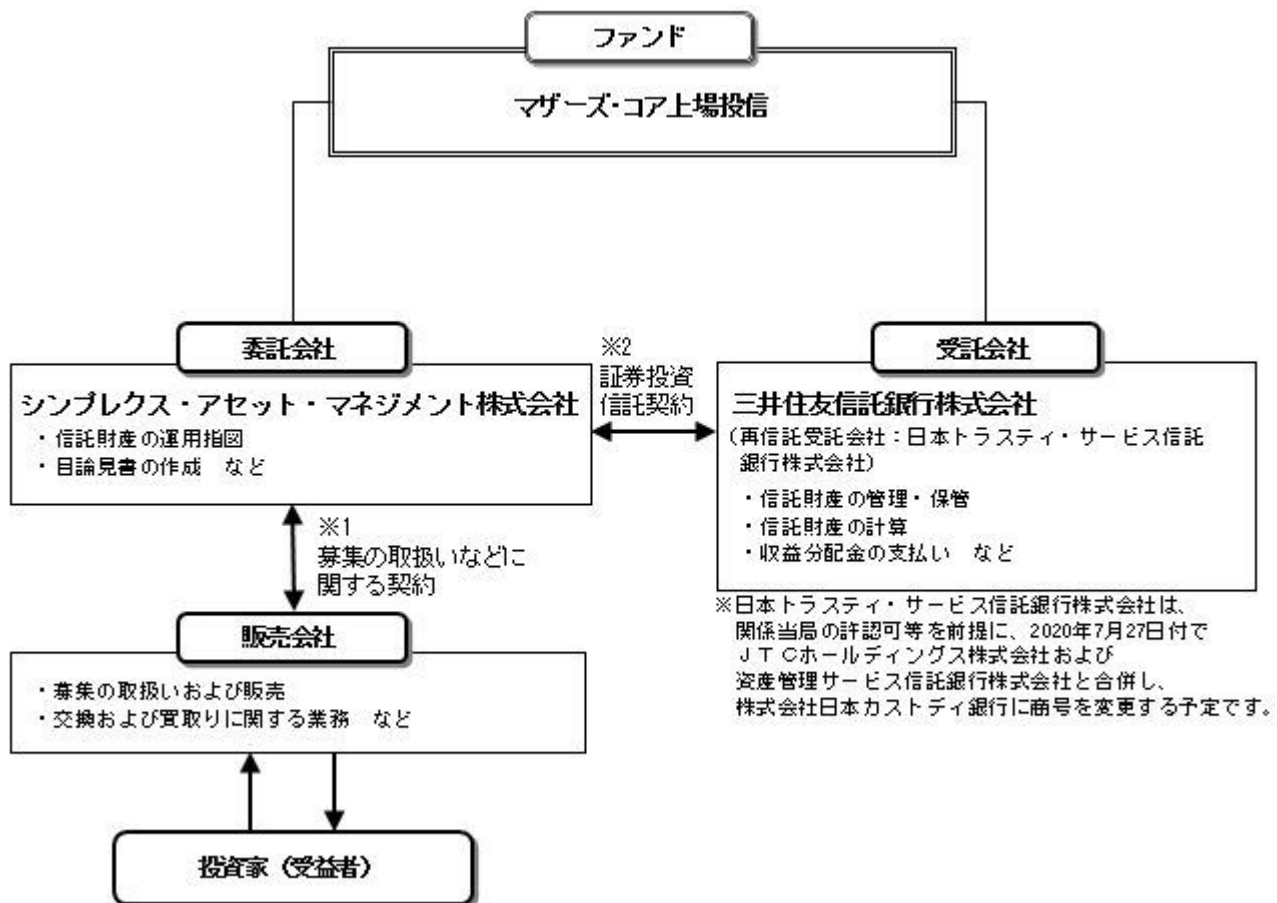 ファンド
マザーズ・コア上場投信
委託会社
シンプレクス・アセット・マネジメント株式会社
・信託財産の運用指図
・目論見書の作成 など
※2
証券投資
信託契約
受託会社
三井住友信託銀行株式会社
(再信託受託会社：日本トラスティ・サービス信託
銀行株式会社)
・信託財産の管理・保管
・信託財産の計算
・収益分配金の支払い など
※日本トラスティ・サービス信託銀行株式会社は、
関係当局の許認可等を前提に、2020年7月27日付で
ＪＴＣホールディングス株式会社および
資産管理サービス信託銀行株式会社と合併し、
株式会社日本カストディ銀行に商号を変更する予定です。
※1
募集の取扱いなどに
関する契約
販売会社
・募集の取扱いおよび販売
・交換および買取りに関する業務 など
投資家（受益者）